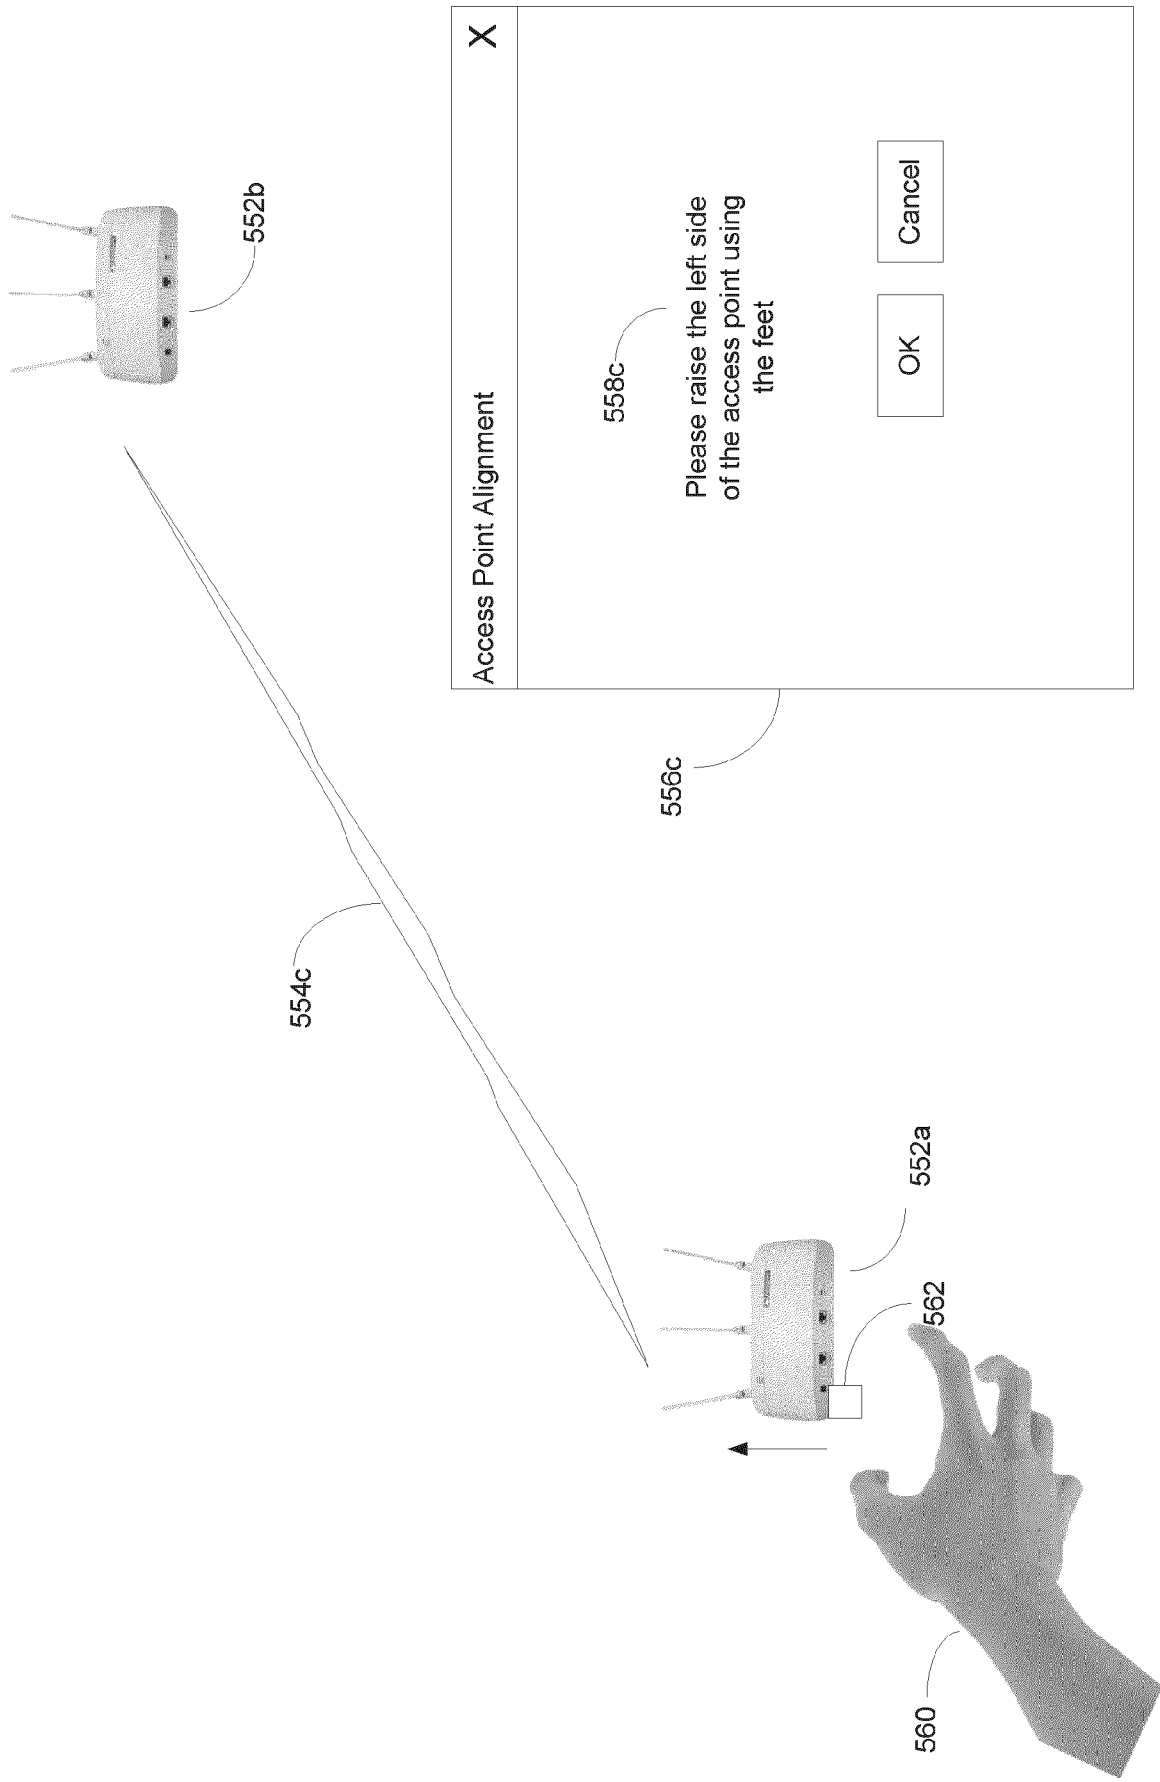 552b
554c
Access Point Alignment
X
558c
Please raise the left side
of the access point using
the feet
OK
Cancel
556c
552a
562
560